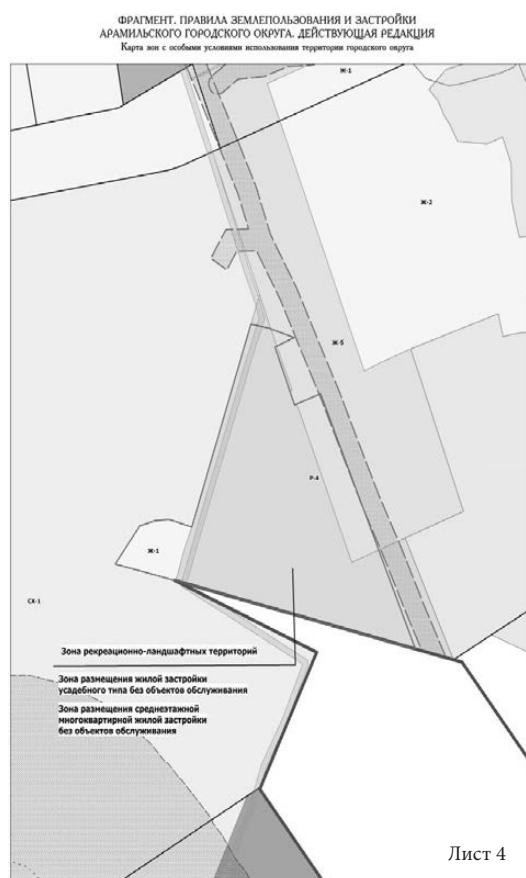 ФРАГМЕНТ. ПРАВИЛА ЗЕМЛЕПОЛЬЗОВАНИЯ И ЗАСТРОЙКИ
АРАМИЛЬСКОГО ГОРОДСКОГО ОКРУГА. ДЕЙСТВУЮЩАЯ РЕДАКЦИЯ
Карта зон с особыми условиями использования территории городского округа
Ж-1
Ж-2
Ж-5
Р-4
Ж-1
СХ-1
Зона рекреационно-ландшафтных территорий
Зона размещения жилой застройки
усадебного типа без объектов обслуживания
Зона размещения среднеэтажной
многоквартирной жилой застройки
без объектов обслуживания
Лист 4